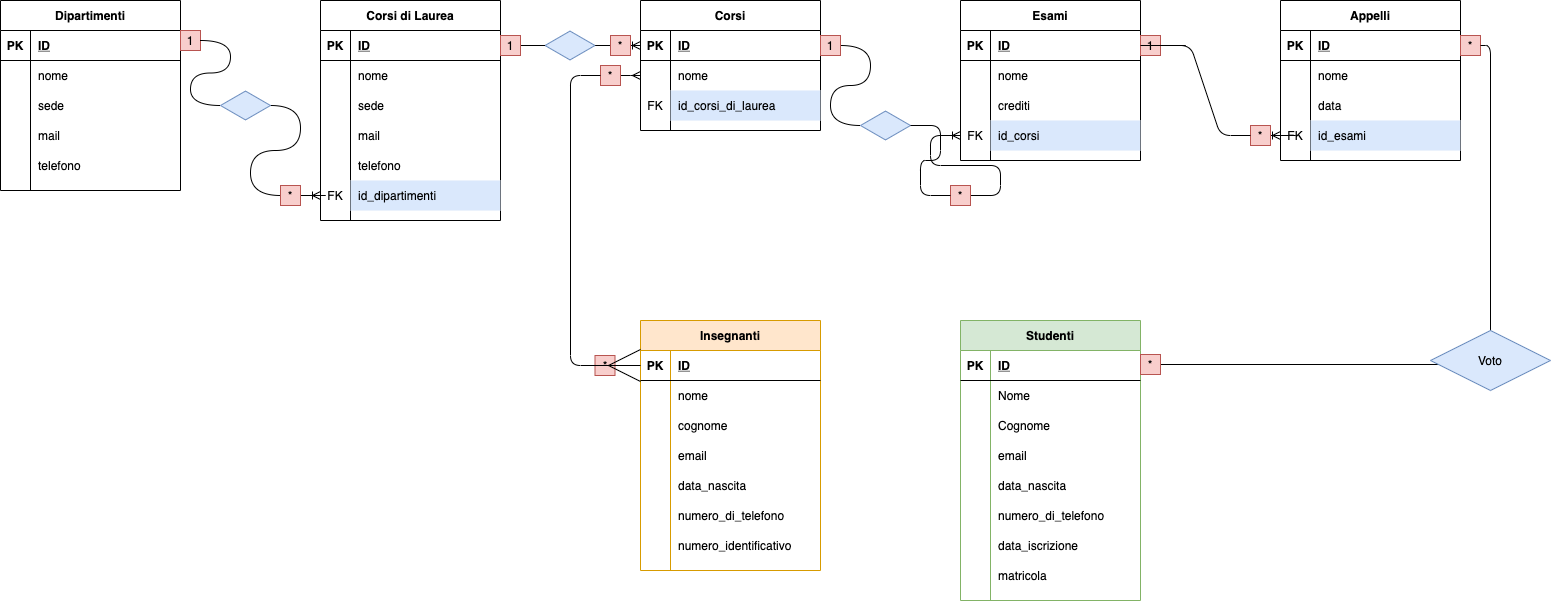 Dipartimenti
1
PK ID
nome
sede
mail
telefono
Corsi di Laurea
1
PK ID
nome
sede
mail
telefono
* FK id_dipartimenti
Corsi
* PK ID 1
* nome
FK id_corsi_di_laurea
Esami
PK ID 1
nome
crediti
FK id_corsi
*
Appelli
PK ID *
nome
data
* FK id_esami
Insegnanti
* PK ID
nome
cognome
email
data_nascita
numero_di_telefono
numero_identificativo
Studenti
PK ID *
Nome
Cognome
email
data_nascita
numero_di_telefono
data_iscrizione
matricola
Voto